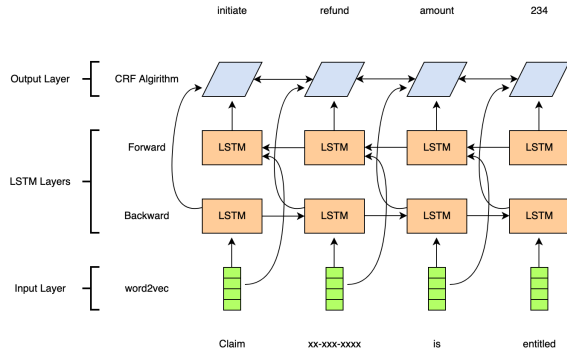 initiate refund amount 234
Output Layer CRF Algirithm
Forward LSTM LSTM LSTM LSTM
LSTM Layers
Backward LSTM LSTM LSTM LSTM
Input Layer word2vec
Claim xx-xxx-xxxx is entitled